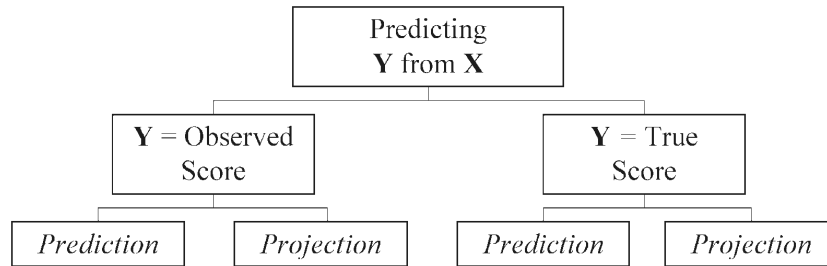 Predicting
Y from X
Y = Observed
Score
Y = True
Score
Prediction
Projection
Prediction
Projection